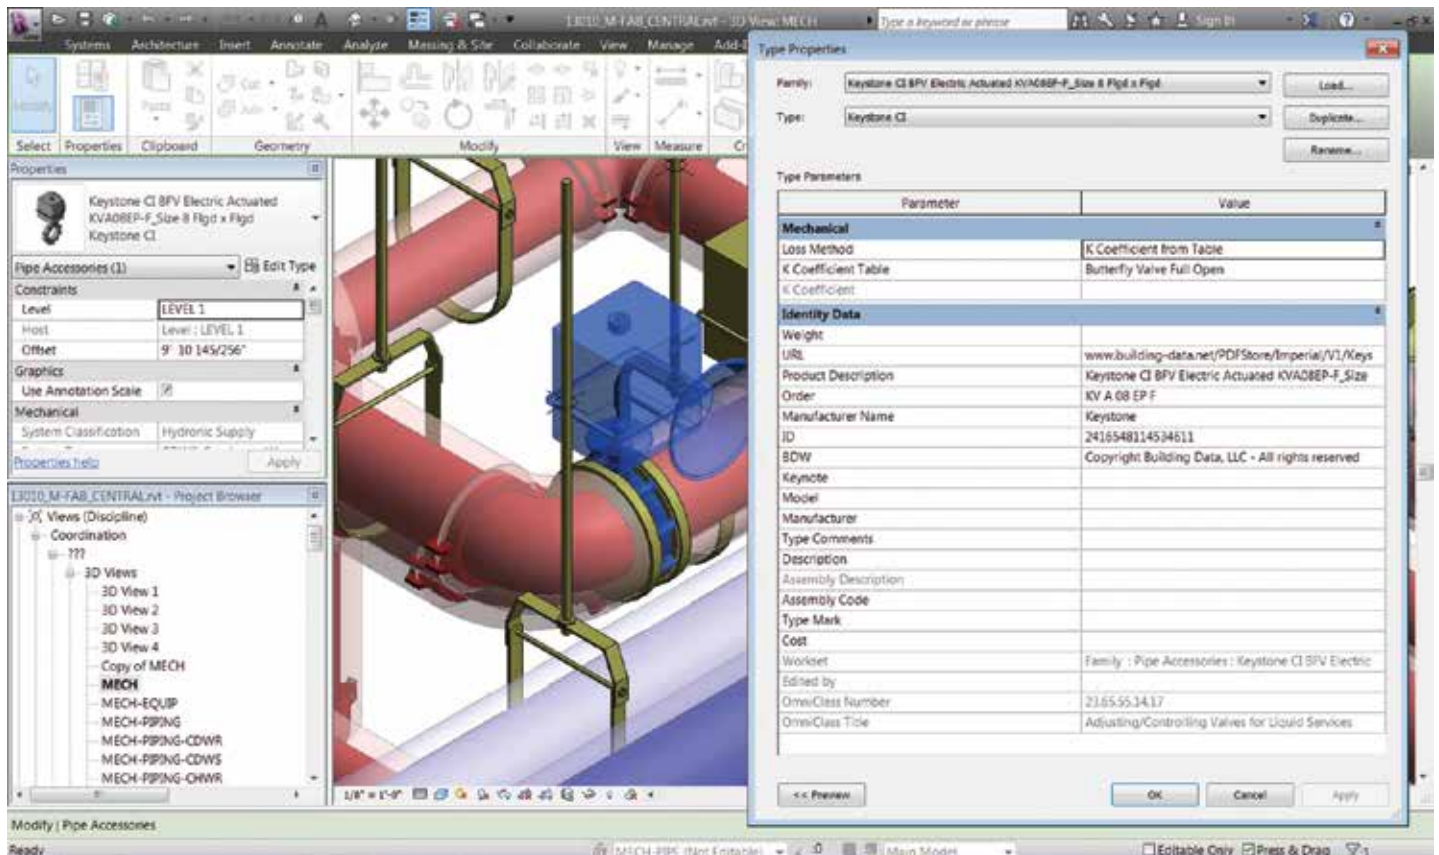 13010_M-FAB_CENTRAL.rvt - 3D View: MECH
Type a keyword or phrase
Sign In
Systems Architecture Insert Annotate Analyze Massing & Site Collaborate View Manage Add-I
Modify
Paste
Cut
Select Properties Clipboard Geometry Modify View Measure Cr
Properties
Keystone CI BFV Electric Actuated
KVA08EP-F_Size 8 Flgd x Flgd
Keystone CI
Pipe Accessories (1) Edit Type
Constraints
Level LEVEL 1
Host Level : LEVEL 1
Offset 9' 10 145/256"
Graphics
Use Annotation Scale
Mechanical
System Classification Hydronic Supply
Properties help Apply
13010_M-FAB_CENTRAL.rvt - Project Browser
Views (Discipline)
Coordination
???
3D Views
3D View 1
3D View 2
3D View 3
3D View 4
Copy of MECH
MECH
MECH-EQUIP
MECH-PIPING
MECH-PIPING-CDWR
MECH-PIPING-CDWS
MECH-PIPING-CHWR
1/8" = 1'-0"
Type Properties
Family: Keystone CI BFV Electric Actuated KVA08EP-F_Size 8 Flgd x Flgd Load...
Type: Keystone CI Duplicate...
Rename...
Type Parameters
Parameter Value
Mechanical
Loss Method K Coefficient from Table
K Coefficient Table Butterfly Valve Full Open
K Coefficient
Identity Data
Weight
URL www.building-data.net/PDFStore/Imperial/V1/Keys
Product Description Keystone CI BFV Electric Actuated KVA08EP-F_Size
Order KV A 08 EP F
Manufacturer Name Keystone
ID 2416548114534611
BDW Copyright Building Data, LLC - All rights reserved
Keynote
Model
Manufacturer
Type Comments
Description
Assembly Description
Assembly Code
Type Mark
Cost
Workset Family : Pipe Accessories : Keystone CI BFV Electric
Edited by
OmniClass Number 23.65.55.14.17
OmniClass Title Adjusting/Controlling Valves for Liquid Services
<< Preview OK Cancel Apply
Modify | Pipe Accessories
Ready MECH-PIPE (Not Editable) :0 Main Model Editable Only Press & Drag :1